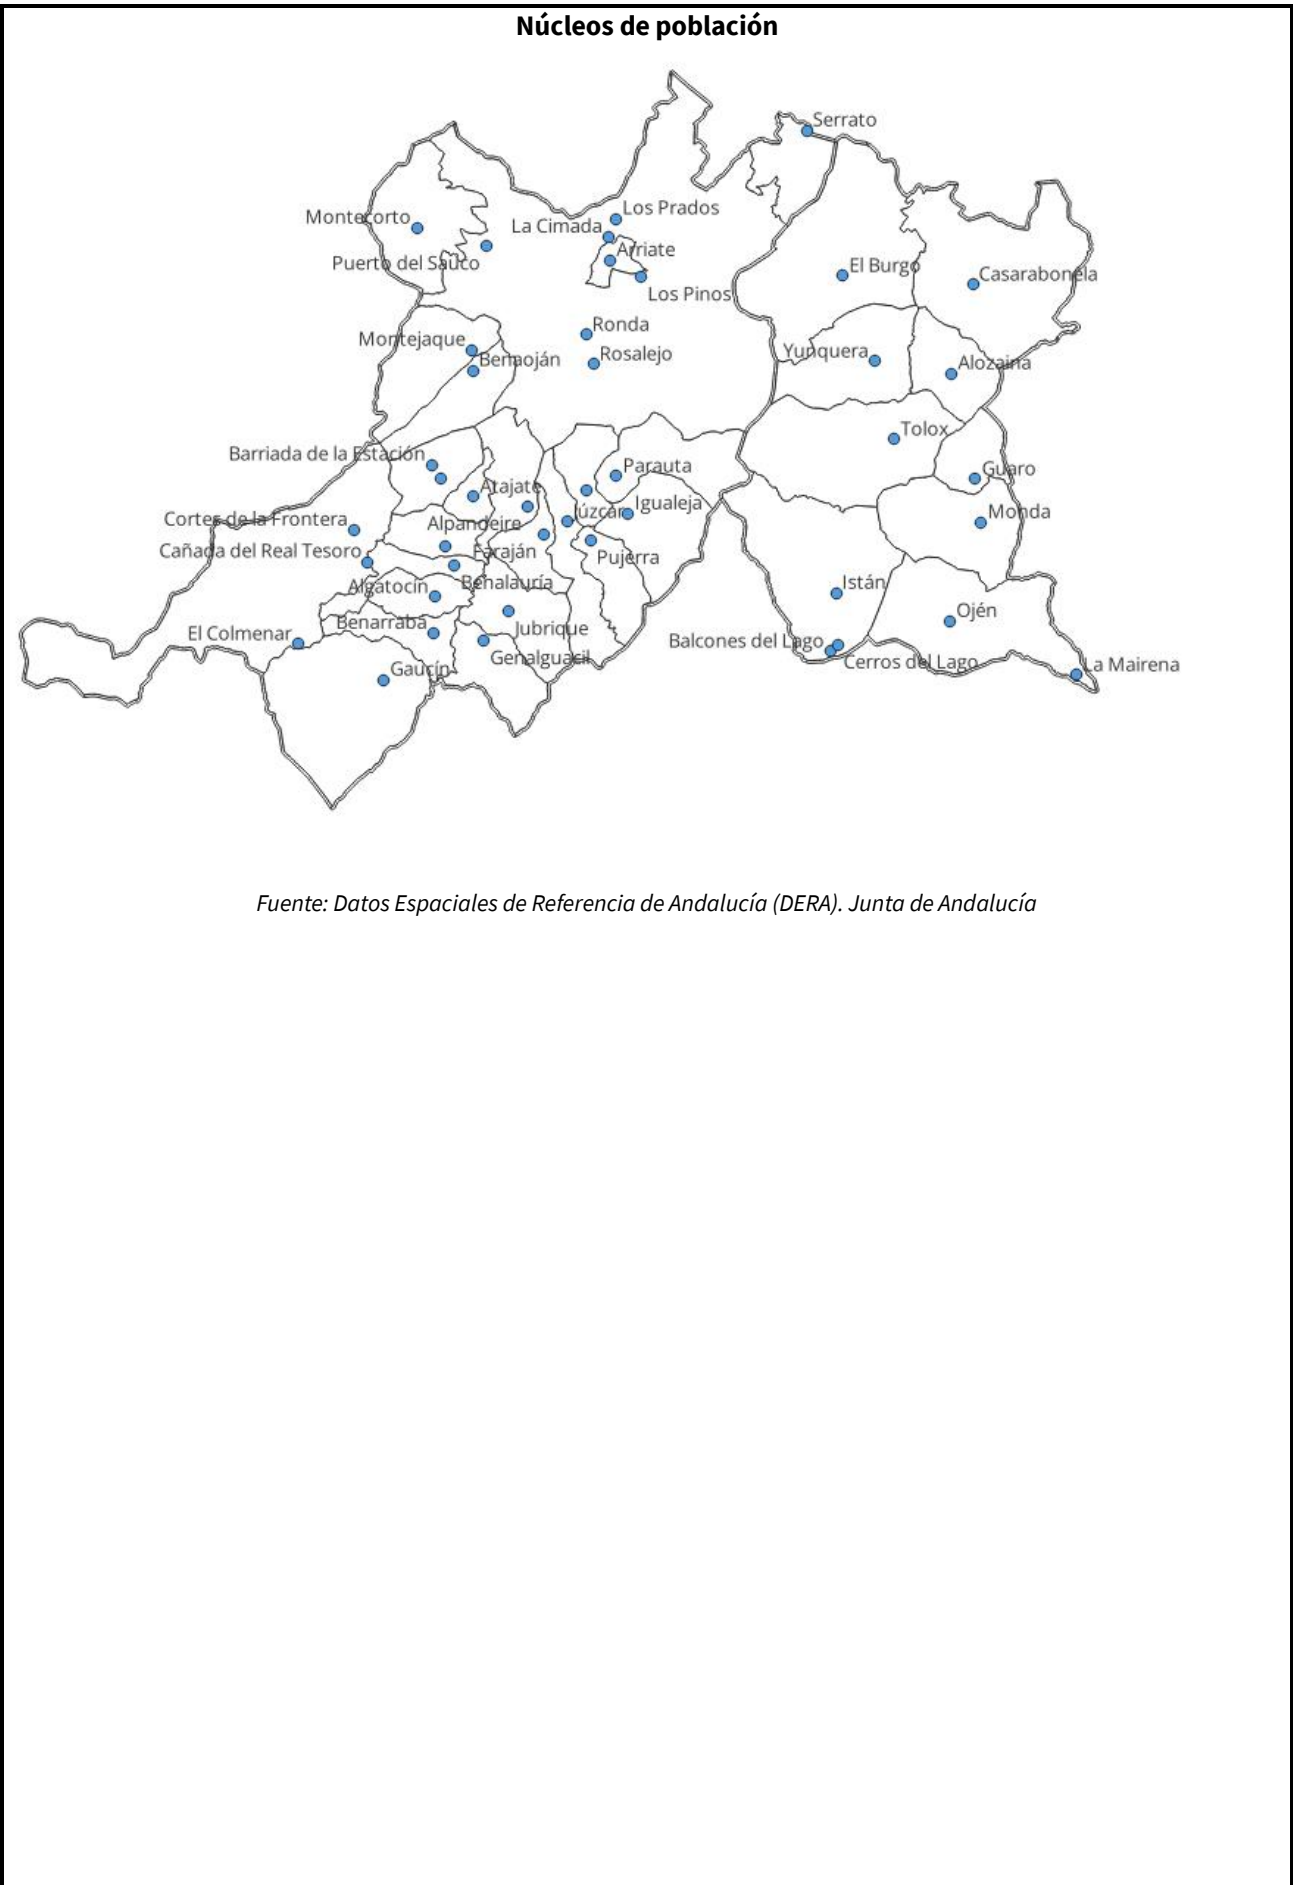 Núcleos de población
Serrato
Los Prados
Montecorto
La Cimada
Arriate
Puerto del Saúco
El Burgo
Casarabonela
Los Pinos
Ronda
Montejaque
Rosalejo
Yunquera
Benaoján
Alozaina
Tolox
Barriada de la Estación
Parauta
Guaro
Atajate
Igualeja
Júzcar
Monda
Cortes de la Frontera
Alpandeire
Cañada del Real Tesoro
Faraján
Pujerra
Algatocín
Benalauría
Istán
Ojén
Benarrabá
Jubrique
El Colmenar
Balcones del Lago
Genalguacil
Cerros del Lago
La Mairena
Gaucín
Fuente: Datos Espaciales de Referencia de Andalucía (DERA). Junta de Andalucía